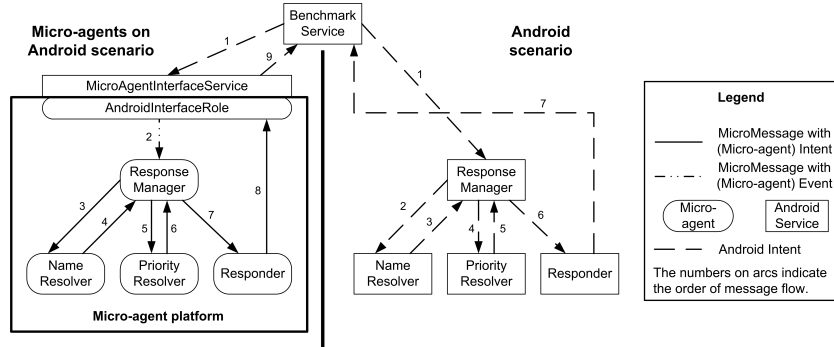 Micro-agents on
Android scenario
Benchmark
Service
Android
scenario
1
9
1
7
MicroAgentInterfaceService
AndroidInterfaceRole
2
Response
Manager
3
4
5
6
7
8
Name
Resolver
Priority
Resolver
Responder
Micro-agent platform
Response
Manager
2
3
4
5
6
Name
Resolver
Priority
Resolver
Responder
Legend
MicroMessage with
(Micro-agent) Intent
MicroMessage with
(Micro-agent) Event
Micro-
agent
Android
Service
Android Intent
The numbers on arcs indicate
the order of message flow.